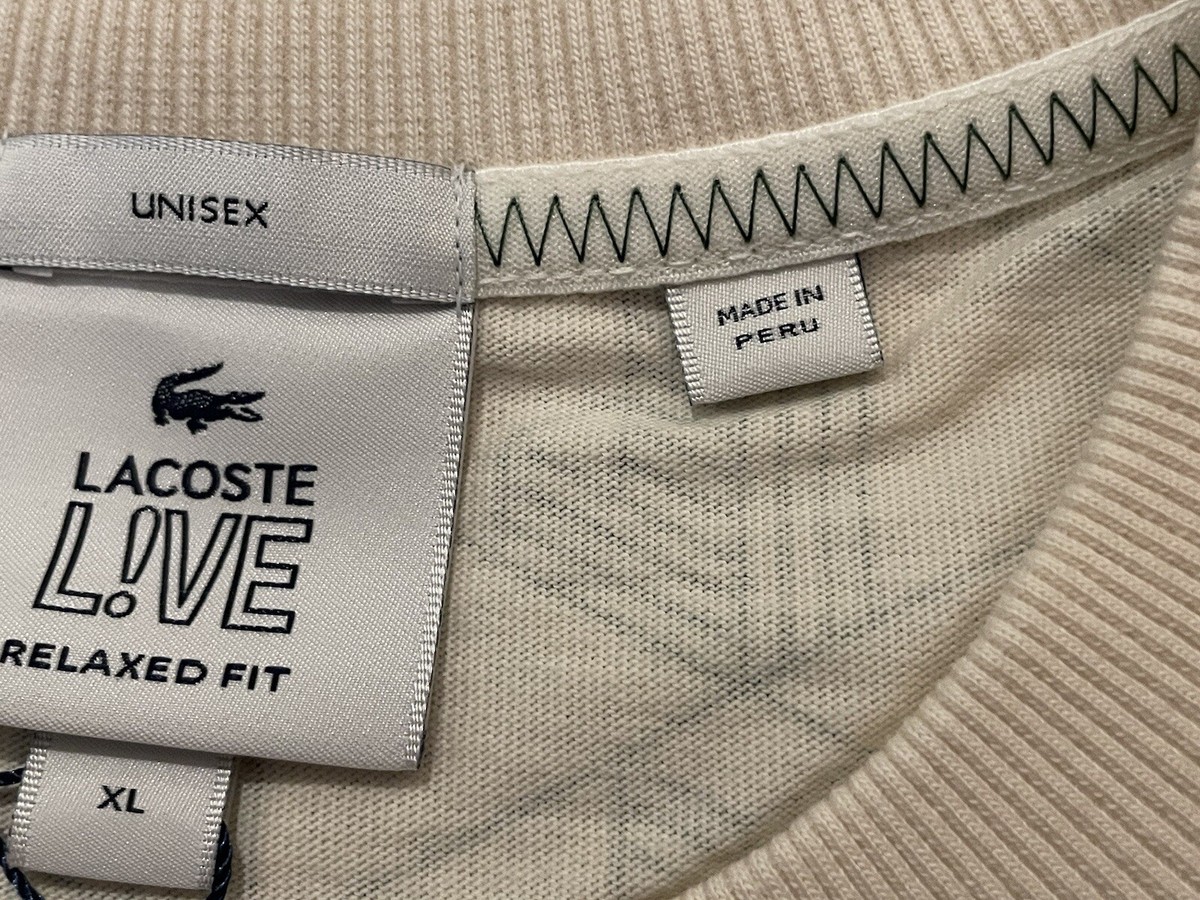 UNISEX
LACOSTE
L!VE
RELAXED FIT
XL
MADE IN
PERU